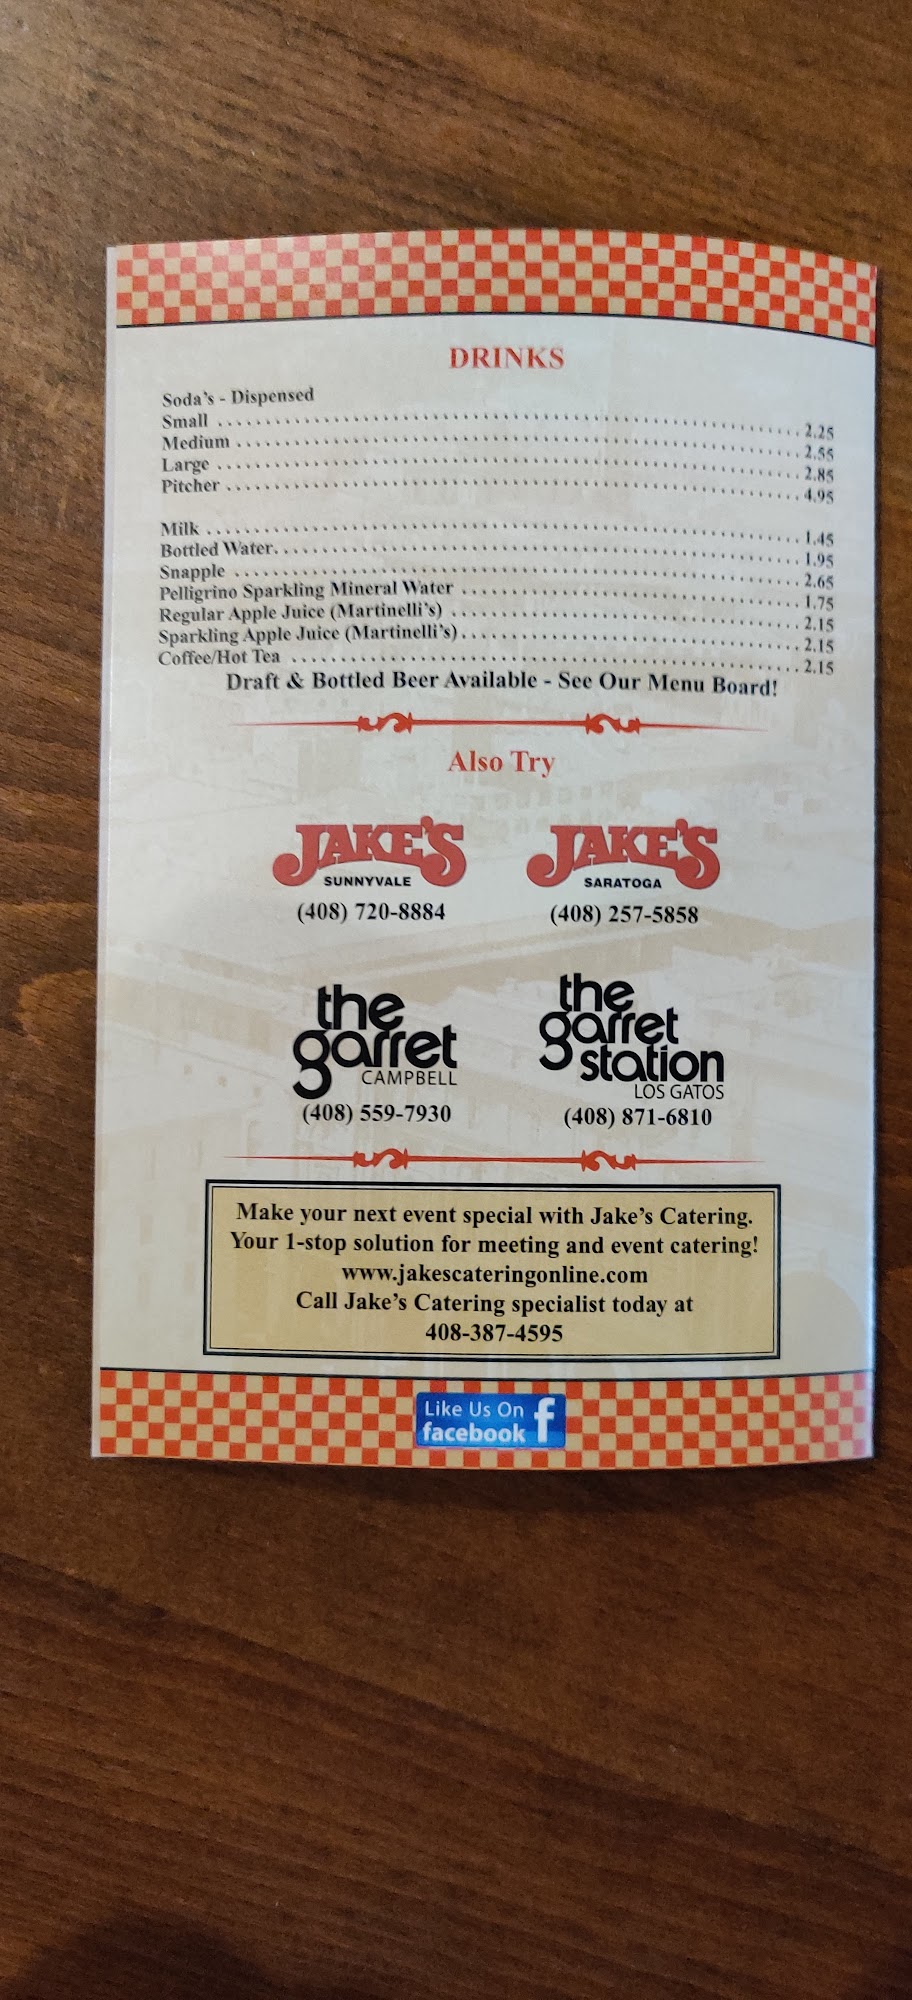 DRINKS
Soda's - Dispensed
Small 2.25
Medium 2.55
Large 2.85
Pitcher 4.95
Milk 1.45
Bottled Water 1.95
Snapple 2.65
Pelligrino Sparkling Mineral Water 1.75
Regular Apple Juice (Martinelli's) 2.15
Sparkling Apple Juice (Martinelli's) 2.15
Coffee/Hot Tea 2.15
Draft & Bottled Beer Available - See Our Menu Board!
Also Try
JAKE'S
SUNNYVALE
(408) 720-8884
JAKE'S
SARATOGA
(408) 257-5858
the
garret
CAMPBELL
(408) 559-7930
the
garret
station
LOS GATOS
(408) 871-6810
Make your next event special with Jake's Catering.
Your 1-stop solution for meeting and event catering!
www.jakescateringonline.com
Call Jake's Catering specialist today at
408-387-4595
Like Us On
facebook f